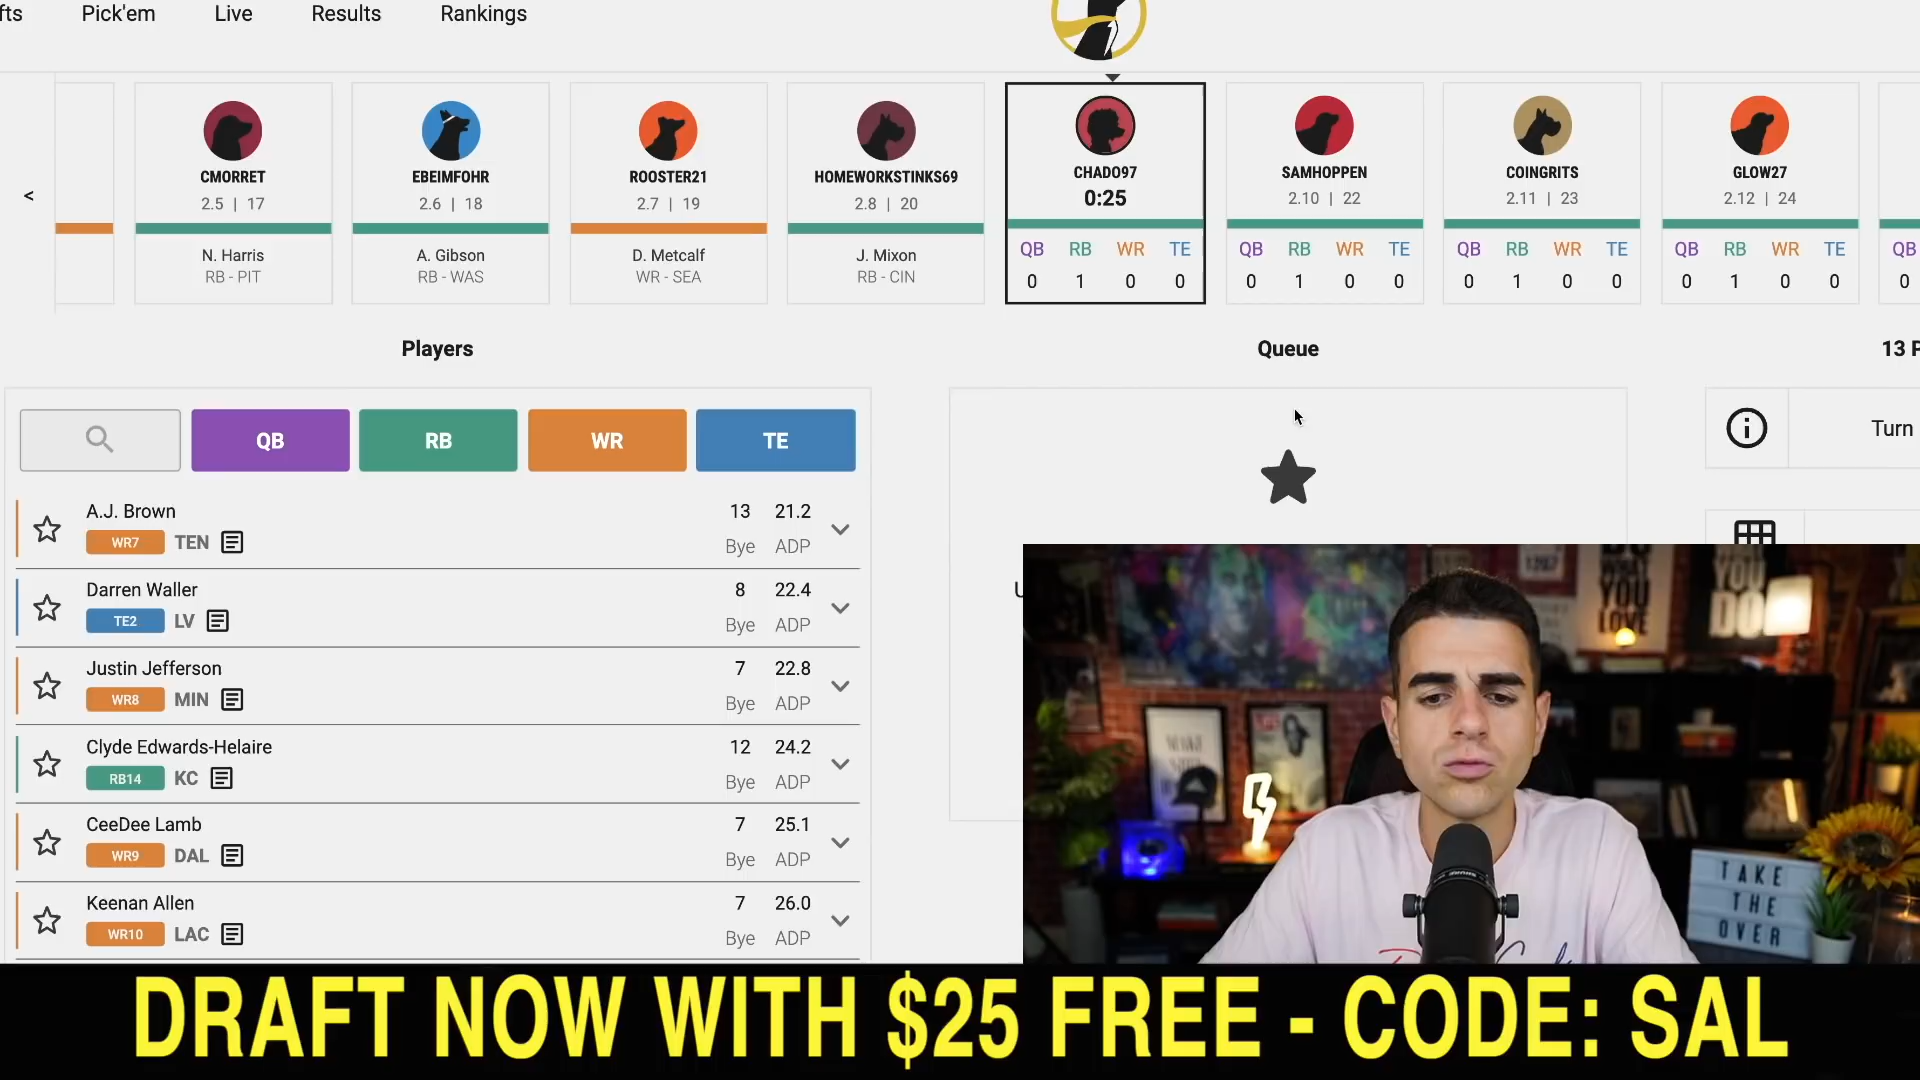 fts Pick'em Live Results Rankings
<
CMORRET
2.5 | 17
N. Harris
RB - PIT
EBEIMFOHR
2.6 | 18
A. Gibson
RB - WAS
ROOSTER21
2.7 | 19
D. Metcalf
WR - SEA
HOMEWORKSTINKS69
2.8 | 20
J. Mixon
RB - CIN
CHADO97
0:25
QB RB WR TE
0 1 0 0
SAMHOPPEN
2.10 | 22
QB RB WR TE
0 1 0 0
COINGRITS
2.11 | 23
QB RB WR TE
0 1 0 0
GLOW27
2.12 | 24
QB RB WR TE
0 1 0 0
QB
0
Players
QB RB WR TE
A.J. Brown 13 21.2
WR7 TEN Bye ADP
Darren Waller 8 22.4
TE2 LV Bye ADP
Justin Jefferson 7 22.8
WR8 MIN Bye ADP
Clyde Edwards-Helaire 12 24.2
RB14 KC Bye ADP
CeeDee Lamb 7 25.1
WR9 DAL Bye ADP
Keenan Allen 7 26.0
WR10 LAC Bye ADP
Queue
13 P
Turn
YOU
LOVE
YOU
DO
TAKE
THE
OVER
DRAFT NOW WITH $25 FREE - CODE: SAL